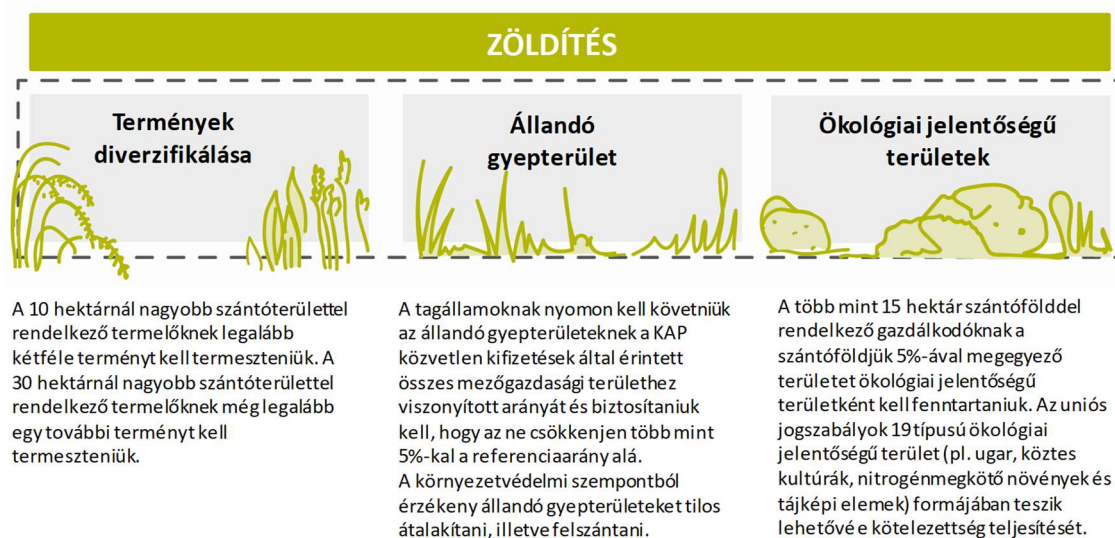 ZÖLDÍTÉS
Termények
diverzifikálása
A 10 hektárnál nagyobb szántóterülettel
rendelkező termelőknek legalább
kétféle terményt kell termeszteniük. A
30 hektárnál nagyobb szántóterülettel
rendelkező termelőknek még legalább
egy további terményt kell
termeszteniük.
Állandó
gyepterület
A tagállamoknak nyomon kell követniük
az állandó gyepterületeknek a KAP
közvetlen kifizetések által érintett
összes mezőgazdasági területhez
viszonyított arányát és biztosítaniuk
kell, hogy az ne csökkenjen több mint
5%-kal a referenciaarány alá.
A környezetvédelmi szempontból
érzékeny állandó gyepterületeket tilos
átalakítani, illetve felszántani.
Ökológiai jelentőségű
területek
A több mint 15 hektár szántófölddel
rendelkező gazdálkodóknak a
szántóföldjük 5%-ával megegyező
területet ökológiai jelentőségű
területként kell fenntartaniuk. Az uniós
jogszabályok 19 típusú ökológiai
jelentőségű terület (pl. ugar, köztes
kultúrák, nitrogénmegkötő növények és
tájképi elemek) formájában teszik
lehetővé e kötelezettség teljesítését.